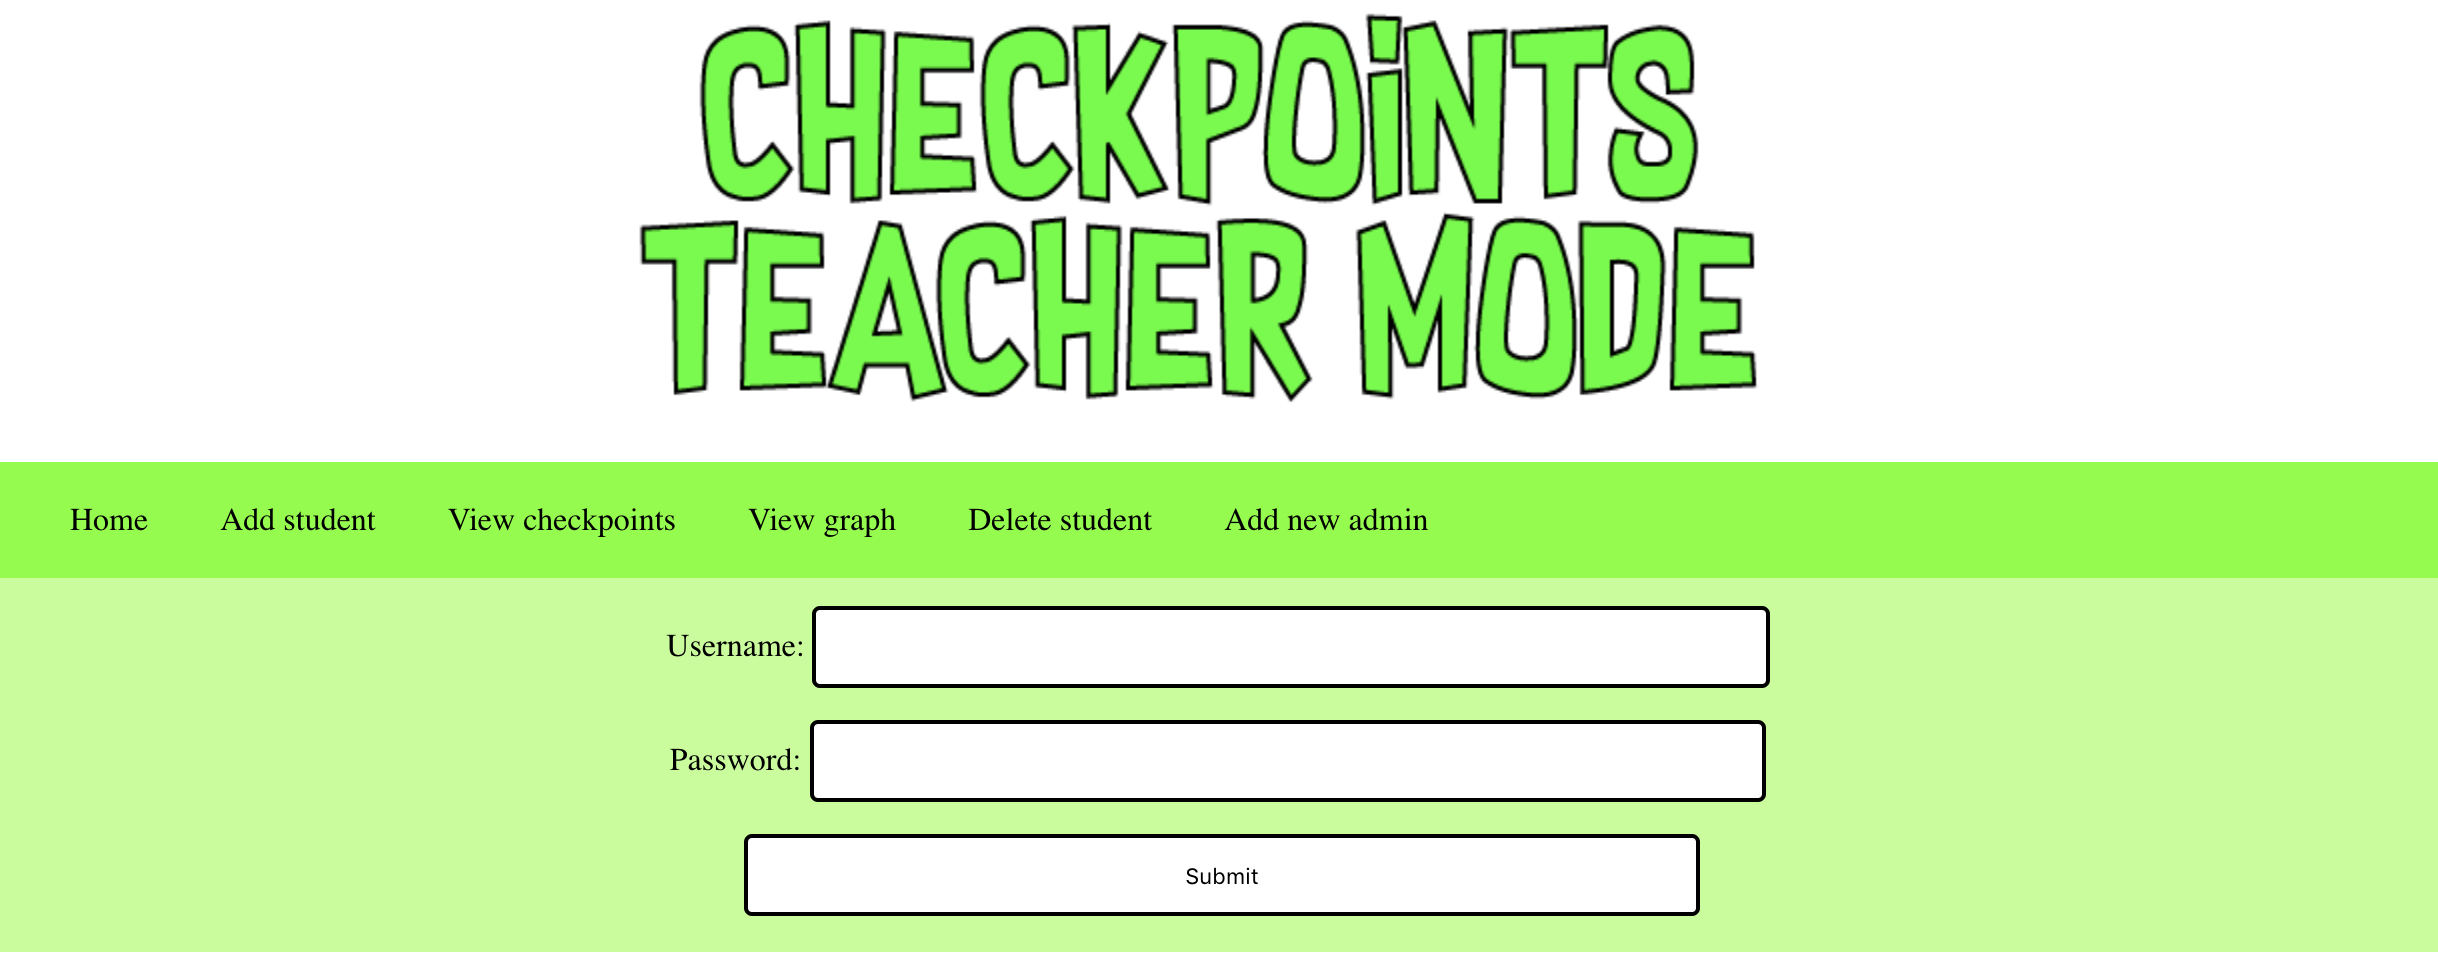 CHECKPOiNTS
TEACHER MODE
Home Add student View checkpoints View graph Delete student Add new admin
Username:
Password:
Submit